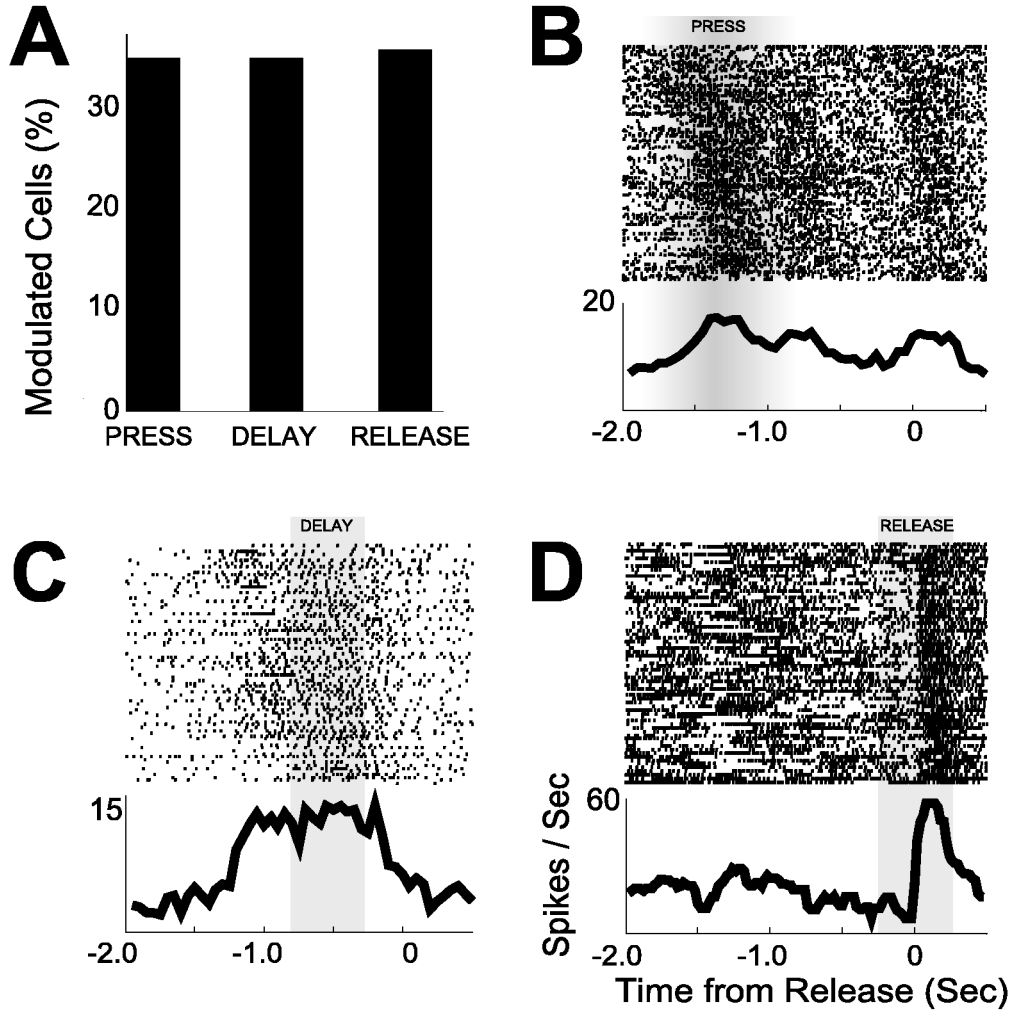 A
Modulated Cells (%)
30
20
10
0
PRESS DELAY RELEASE
B
PRESS
20
-2.0 -1.0 0
C
DELAY
15
-2.0 -1.0 0
D
RELEASE
60
Spikes / Sec
-2.0 -1.0 0
Time from Release (Sec)